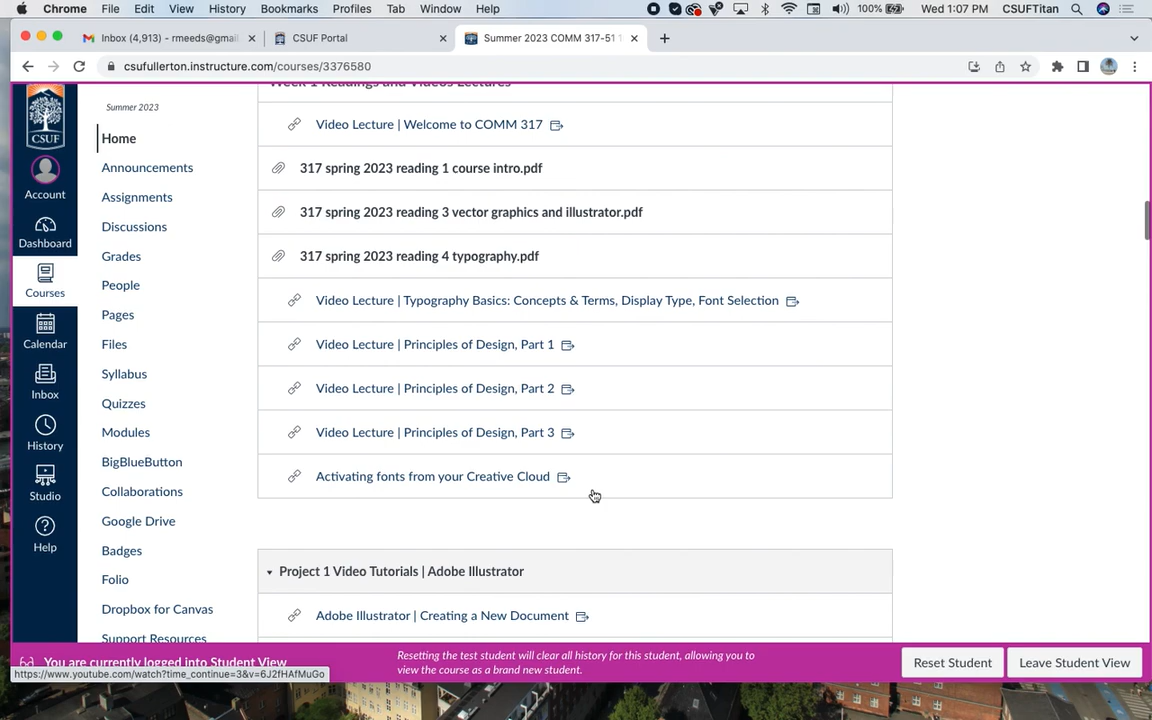 Chrome File Edit View History Bookmarks Profiles Tab Window Help 100% Wed 1:07 PM CSUFTitan
Inbox (4,913) - rmeeds@gmai × CSUF Portal × Summer 2023 COMM 317-51 1 × +
csufullerton.instructure.com/courses/3376580
CSUF
Account
Dashboard
Courses
Calendar
Inbox
History
Studio
Help
Summer 2023
Home
Announcements
Assignments
Discussions
Grades
People
Pages
Files
Syllabus
Quizzes
Modules
BigBlueButton
Collaborations
Google Drive
Badges
Folio
Dropbox for Canvas
Support Resources
Week 1 Readings and Videos Lectures
Video Lecture | Welcome to COMM 317
317 spring 2023 reading 1 course intro.pdf
317 spring 2023 reading 3 vector graphics and illustrator.pdf
317 spring 2023 reading 4 typography.pdf
Video Lecture | Typography Basics: Concepts & Terms, Display Type, Font Selection
Video Lecture | Principles of Design, Part 1
Video Lecture | Principles of Design, Part 2
Video Lecture | Principles of Design, Part 3
Activating fonts from your Creative Cloud
Project 1 Video Tutorials | Adobe Illustrator
Adobe Illustrator | Creating a New Document
You are currently logged into Student View
Resetting the test student will clear all history for this student, allowing you to
view the course as a brand new student.
Reset Student
Leave Student View
https://www.youtube.com/watch?time_continue=3&v=6J2fHAfMuGo